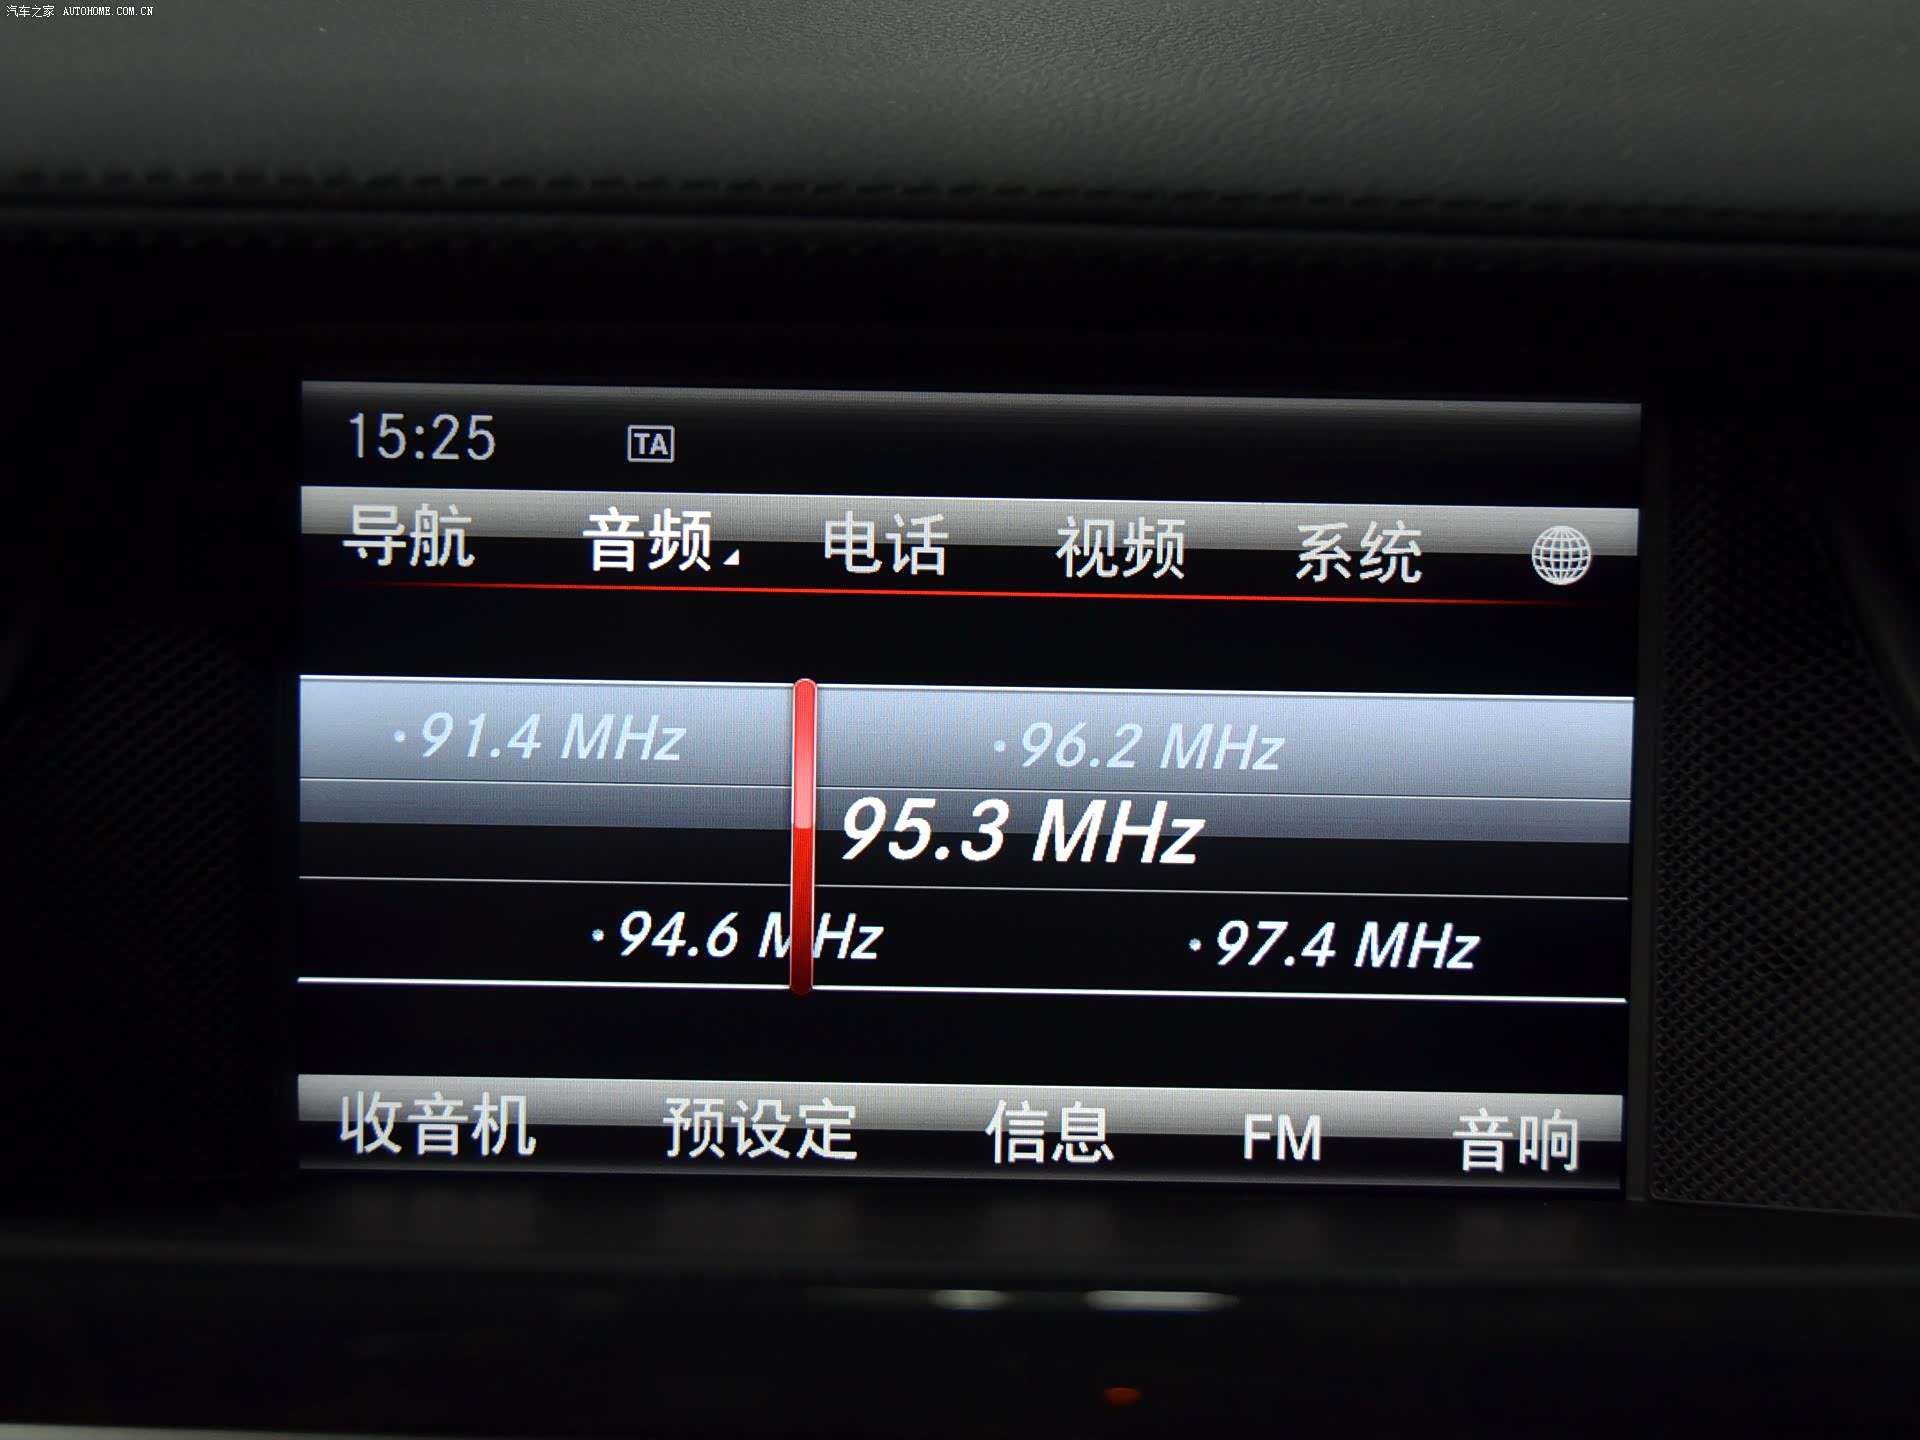 汽车之家 AUTOHOME.COM.CN
15:25 TA
导航 音频 电话 视频 系统
·91.4 MHz ·96.2 MHz
95.3 MHz
·94.6 MHz ·97.4 MHz
收音机 预设定 信息 FM 音响